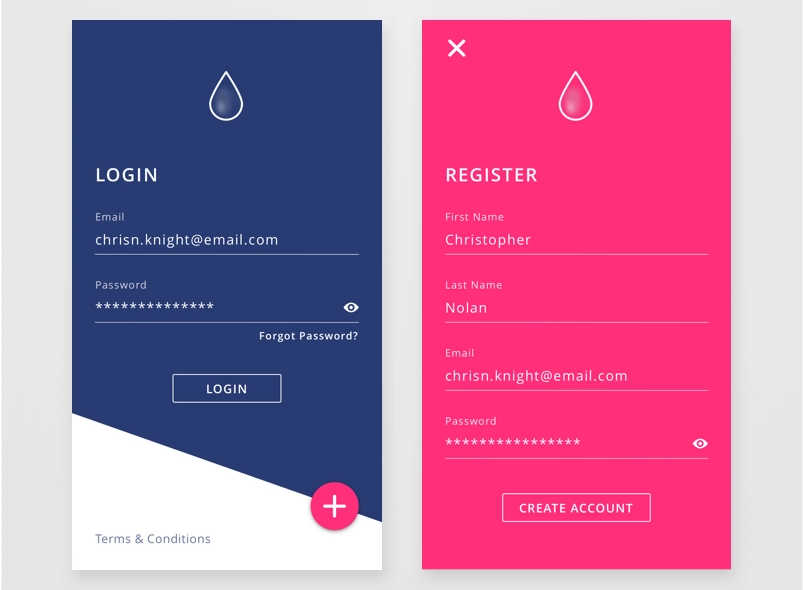 LOGIN
Email
chrisn.knight@email.com
Password
**************
Forgot Password?
LOGIN
Terms & Conditions
REGISTER
First Name
Christopher
Last Name
Nolan
Email
chrisn.knight@email.com
Password
****************
CREATE ACCOUNT